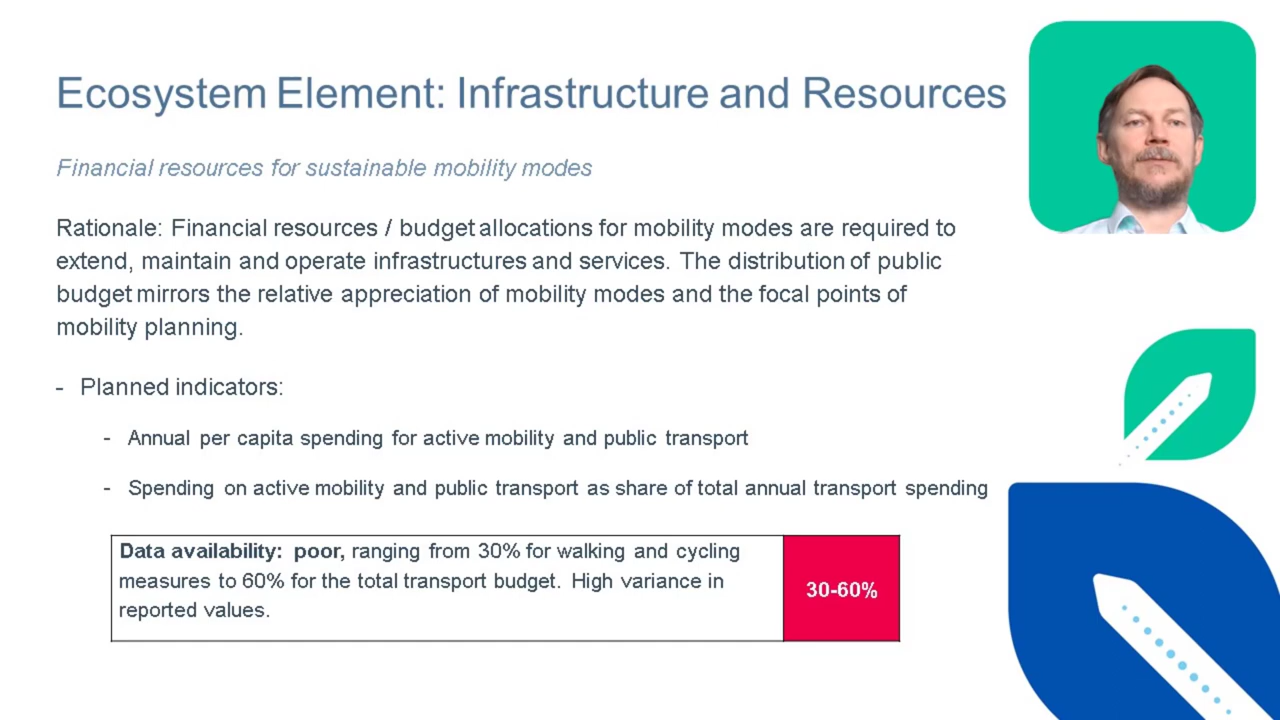 Ecosystem Element: Infrastructure and Resources
Financial resources for sustainable mobility modes
Rationale: Financial resources / budget allocations for mobility modes are required to
extend, maintain and operate infrastructures and services. The distribution of public
budget mirrors the relative appreciation of mobility modes and the focal points of
mobility planning.
- Planned indicators:
- Annual per capita spending for active mobility and public transport
- Spending on active mobility and public transport as share of total annual transport spending
Data availability: poor, ranging from 30% for walking and cycling
measures to 60% for the total transport budget. High variance in
reported values.
30-60%